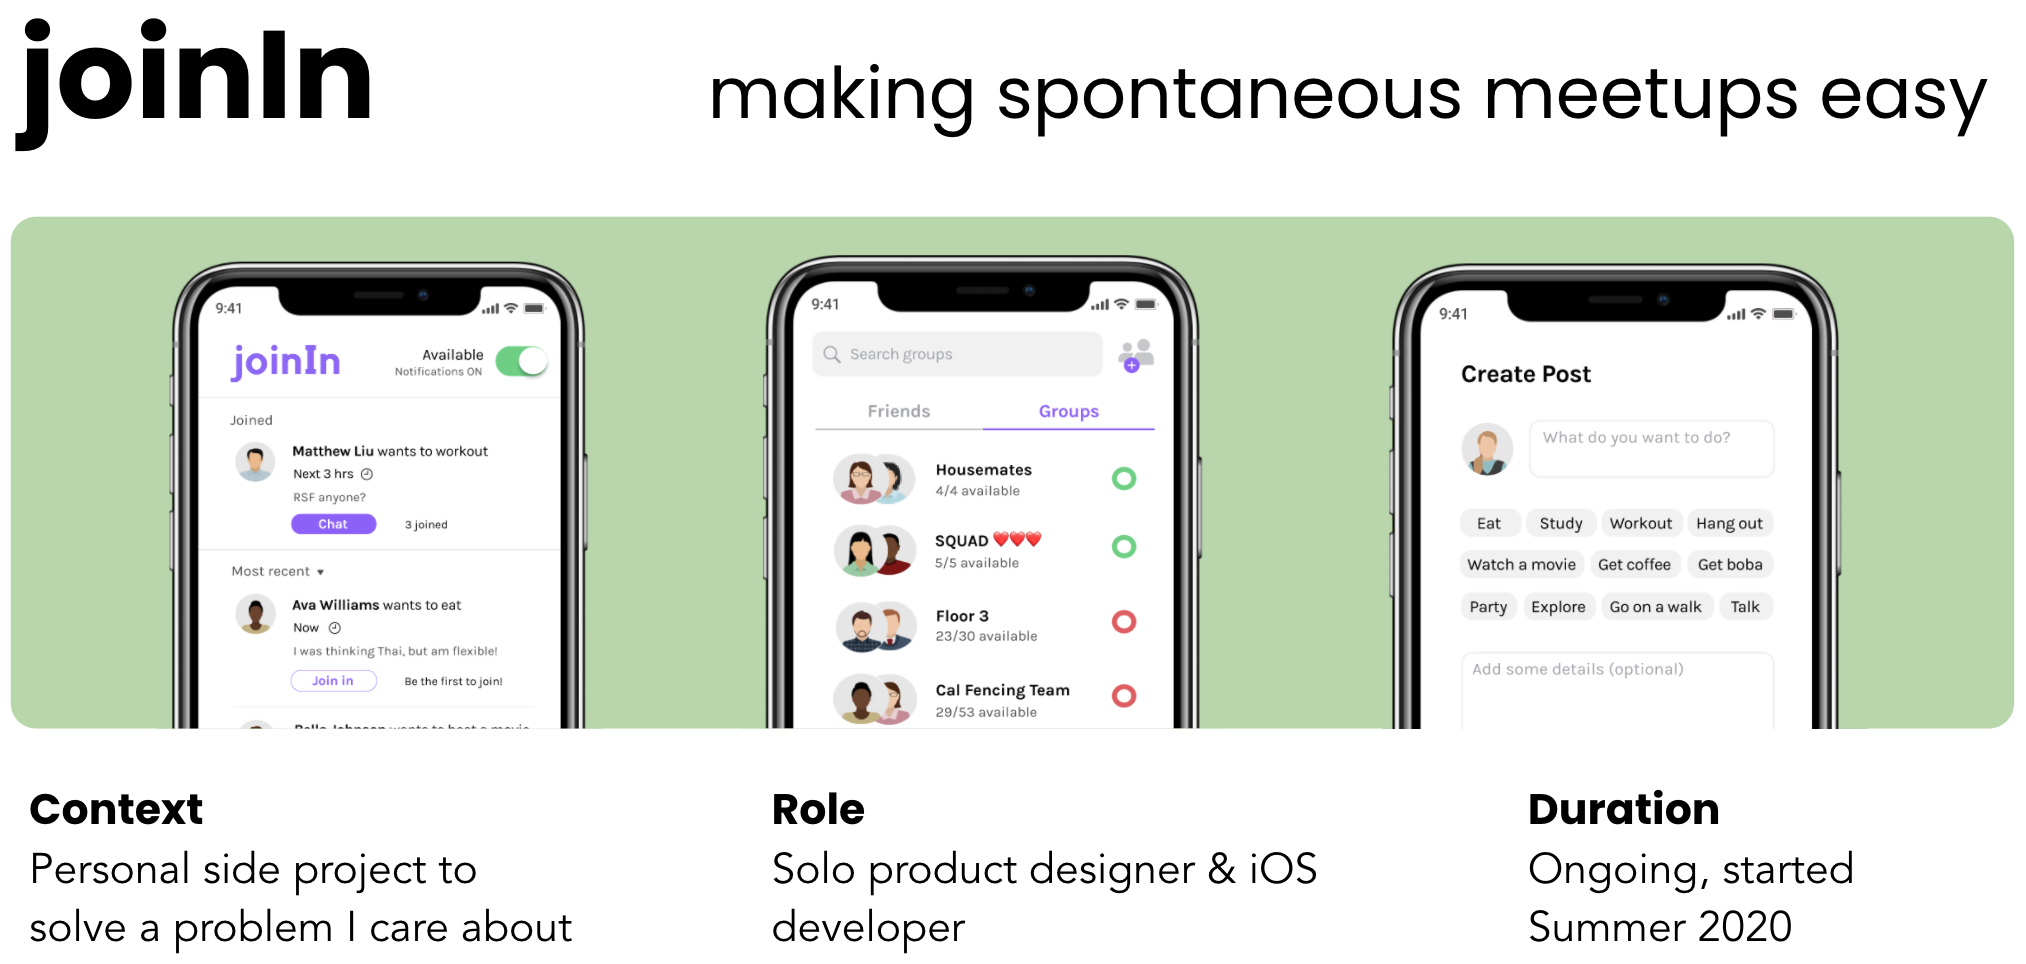 joinIn
making spontaneous meetups easy
9:41
joinIn
Available
Notifications ON
Joined
Matthew Liu wants to workout
Next 3 hrs
RSF anyone?
Chat
3 joined
Most recent
Ava Williams wants to eat
Now
I was thinking Thai, but am flexible!
Join in
Be the first to join!
9:41
Search groups
Friends
Groups
Housemates
4/4 available
SQUAD ❤️❤️❤️
5/5 available
Floor 3
23/30 available
Cal Fencing Team
29/53 available
9:41
Create Post
What do you want to do?
Eat Study Workout Hang out
Watch a movie Get coffee Get boba
Party Explore Go on a walk Talk
Add some details (optional)
Context
Personal side project to
solve a problem I care about
Role
Solo product designer & iOS
developer
Duration
Ongoing, started
Summer 2020